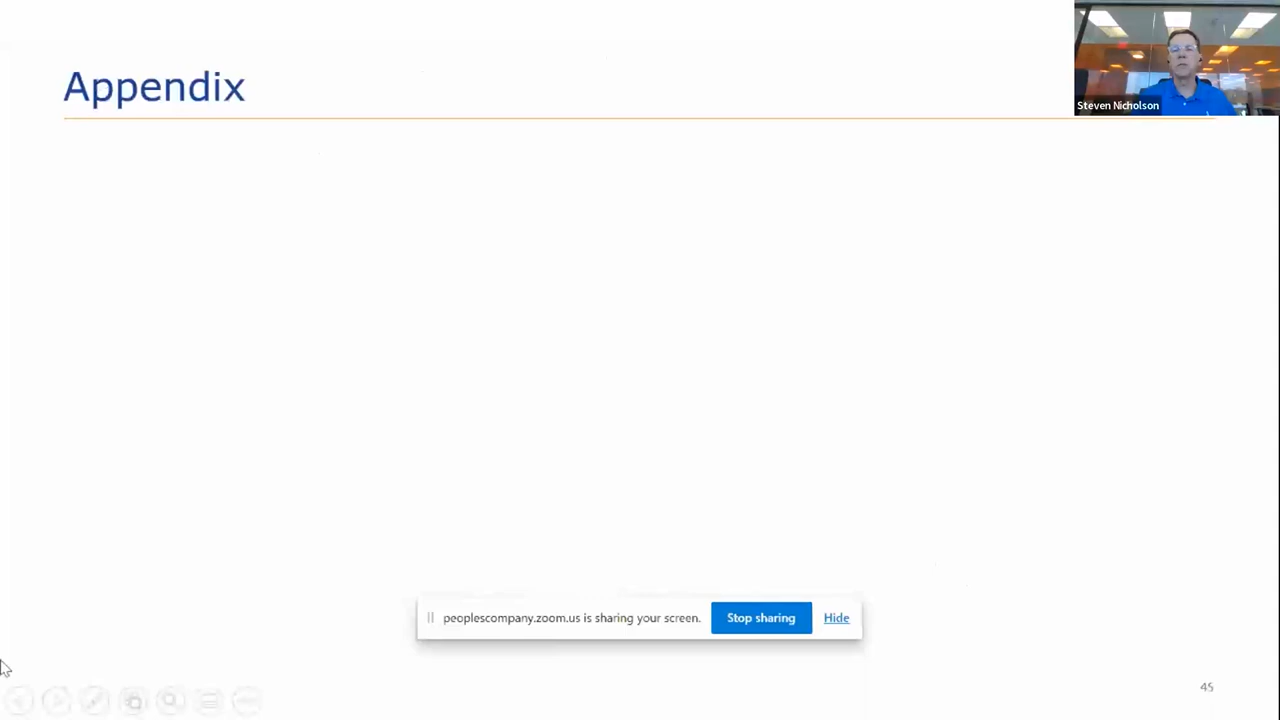 Appendix
Steven Nicholson
peoplescompany.zoom.us is sharing your screen. Stop sharing Hide
45